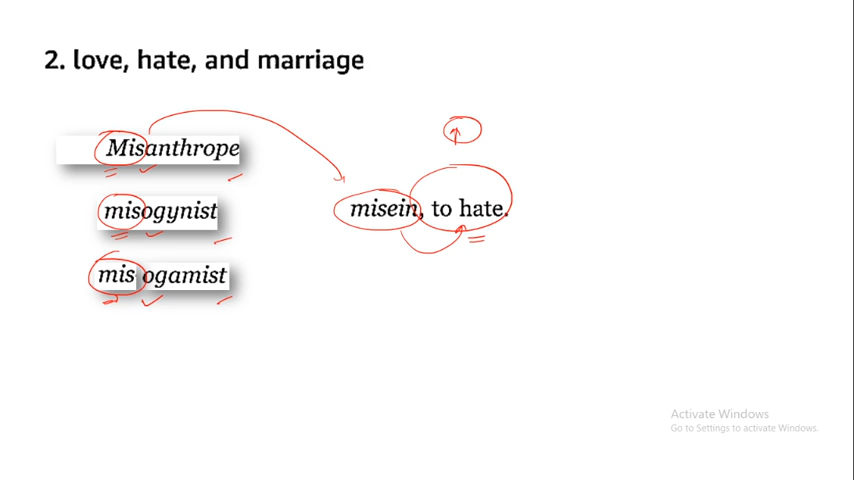 2. love, hate, and marriage
Misanthrope
misogynist
misein, to hate.
mis ogamist
Activate Windows
Go to Settings to activate Windows.